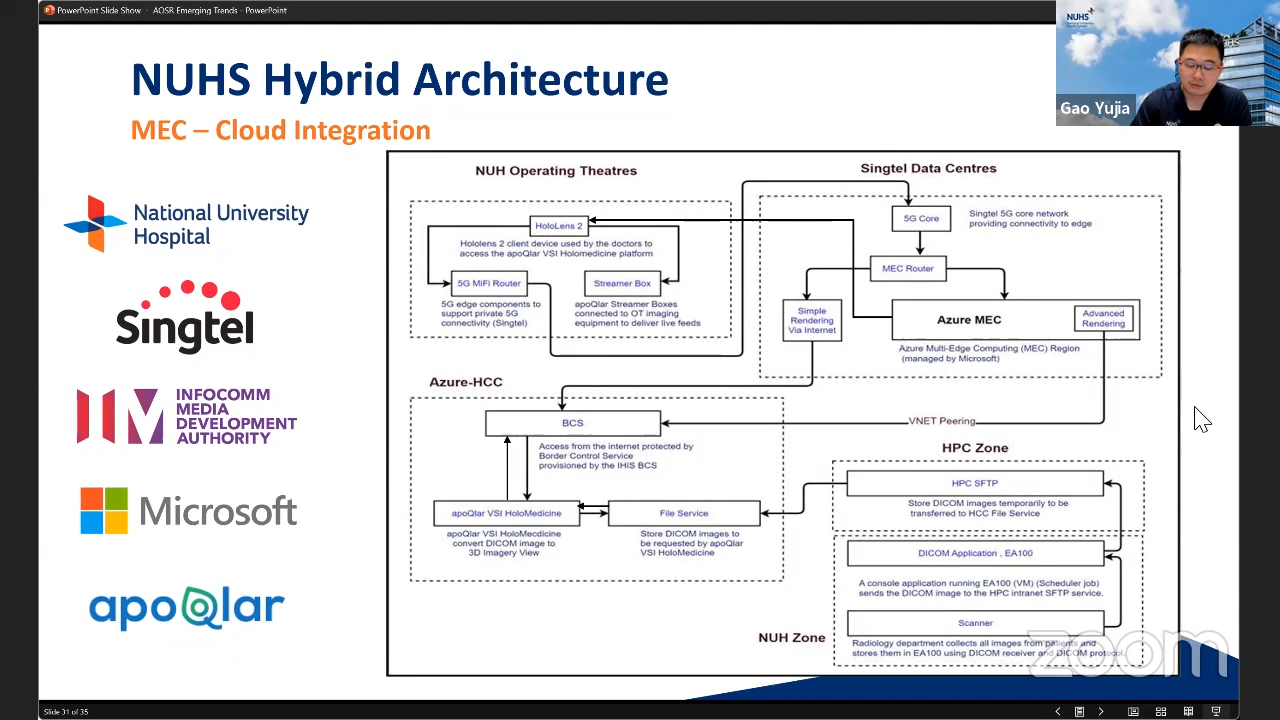 PowerPoint Slide Show - AOSR Emerging Trends - PowerPoint
NUHS
Gao Yujia
NUHS
NUHS Hybrid Architecture
MEC – Cloud Integration
National University
Hospital
Singtel
INFOCOMM
MEDIA
DEVELOPMENT
AUTHORITY
Microsoft
apoQlar
NUH Operating Theatres
HoloLens 2
Hololens 2 client device used by the doctors to
access the apoQlar VSI Holomedicine platform
5G MiFi Router
5G edge components to
support private 5G
connectivity (Singtel)
Streamer Box
apoQlar Streamer Boxes
connected to OT imaging
equipment to deliver live feeds
Singtel Data Centres
5G Core
Singtel 5G core network
providing connectivity to edge
MEC Router
Simple
Rendering
Via Internet
Azure MEC
Advanced
Rendering
Azure Multi-Edge Computing (MEC) Region
(managed by Microsoft)
Azure-HCC
BCS
Access from the internet protected by
Border Control Service
provisioned by the IHIS BCS
apoQlar VSI HoloMedicine
apoQlar VSI HoloMedicine
convert DICOM image to
3D Imagery View
File Service
Store DICOM images to
be requested by apoQlar
VSI HoloMedicine
VNET Peering
HPC Zone
HPC SFTP
Store DICOM images temporarily to be
transferred to HCC File Service
DICOM Application , EA100
A console application running EA100 (VM) (Scheduler job)
sends the DICOM image to the HPC intranet SFTP service.
Scanner
Radiology department collects all images from patients and
stores them in EA100 using DICOM receiver and DICOM protocol.
NUH Zone
zoom
Slide 31 of 35